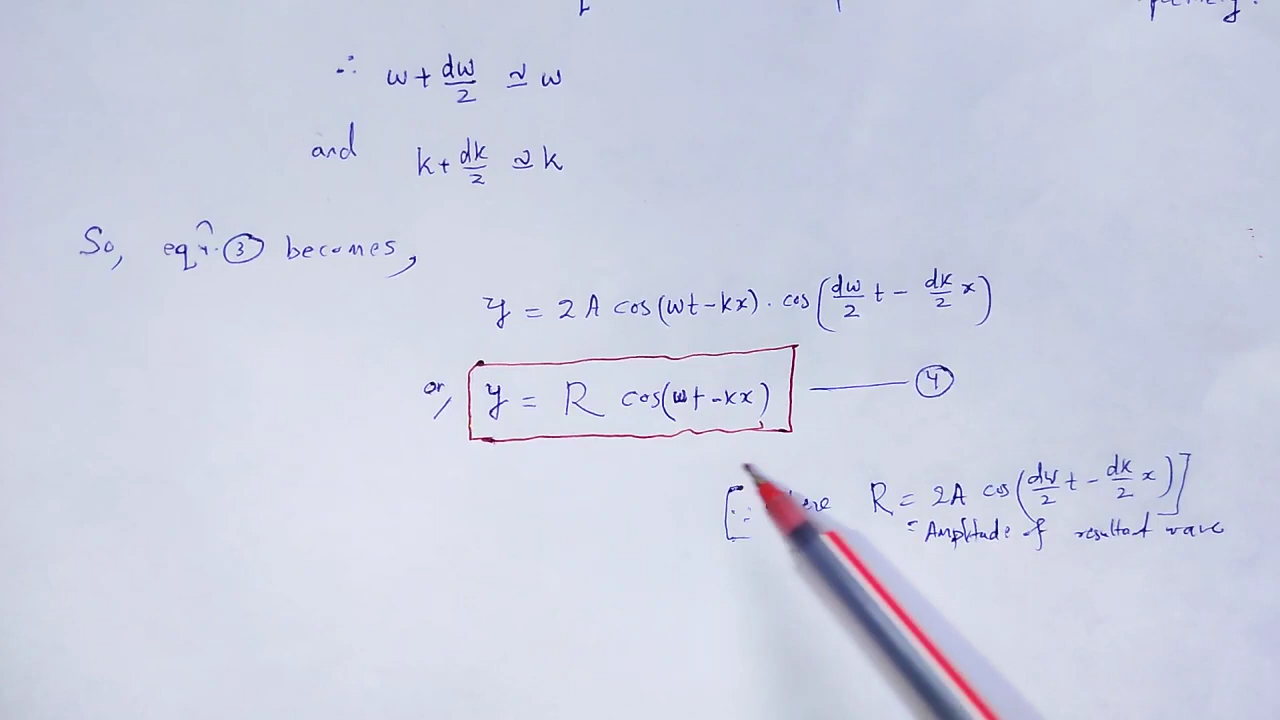 ∴ ω + dω/2 ≃ ω
and k + dk/2 ≃ k
So, eqn. ③ becomes,
y = 2A cos(ωt - kx) · cos(dω/2 t - dk/2 x)
or, y = R cos(ωt - kx) —— ④
R = 2A cos(dω/2 t - dk/2 x)]
= Amplitude of resultant wave